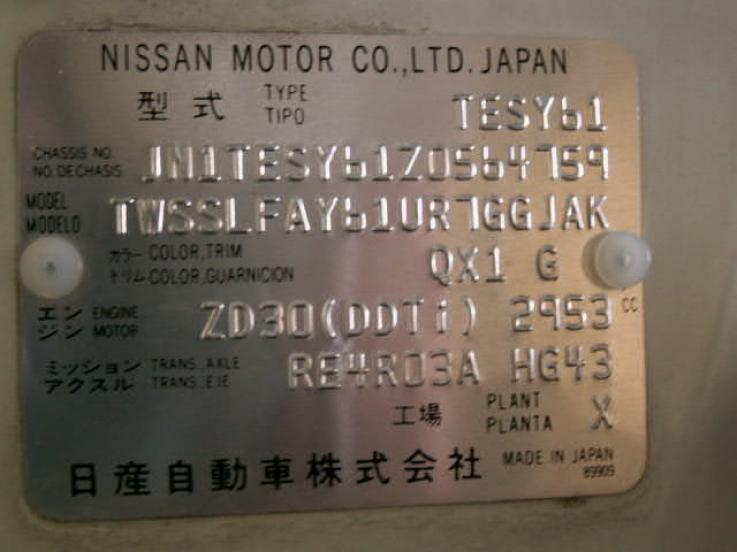 NISSAN MOTOR CO.,LTD. JAPAN
型式 TYPE TIPO TESY61
CHASSIS NO. NO. DECHASIS JN1TESY61Z0564759
MODEL MODELO TWSSLFAY61UR7GGJAK
カラー COLOR,TRIM トリム COLOR,GUARNICION QX1 G
エンジン ENGINE MOTOR ZD30(DDTi) 2953 CC
ミッション TRANS.,AXLE アクスル TRANS.,EJE RE4R03A HG43
工場 PLANT PLANTA X
日産自動車株式会社 MADE IN JAPAN
89909